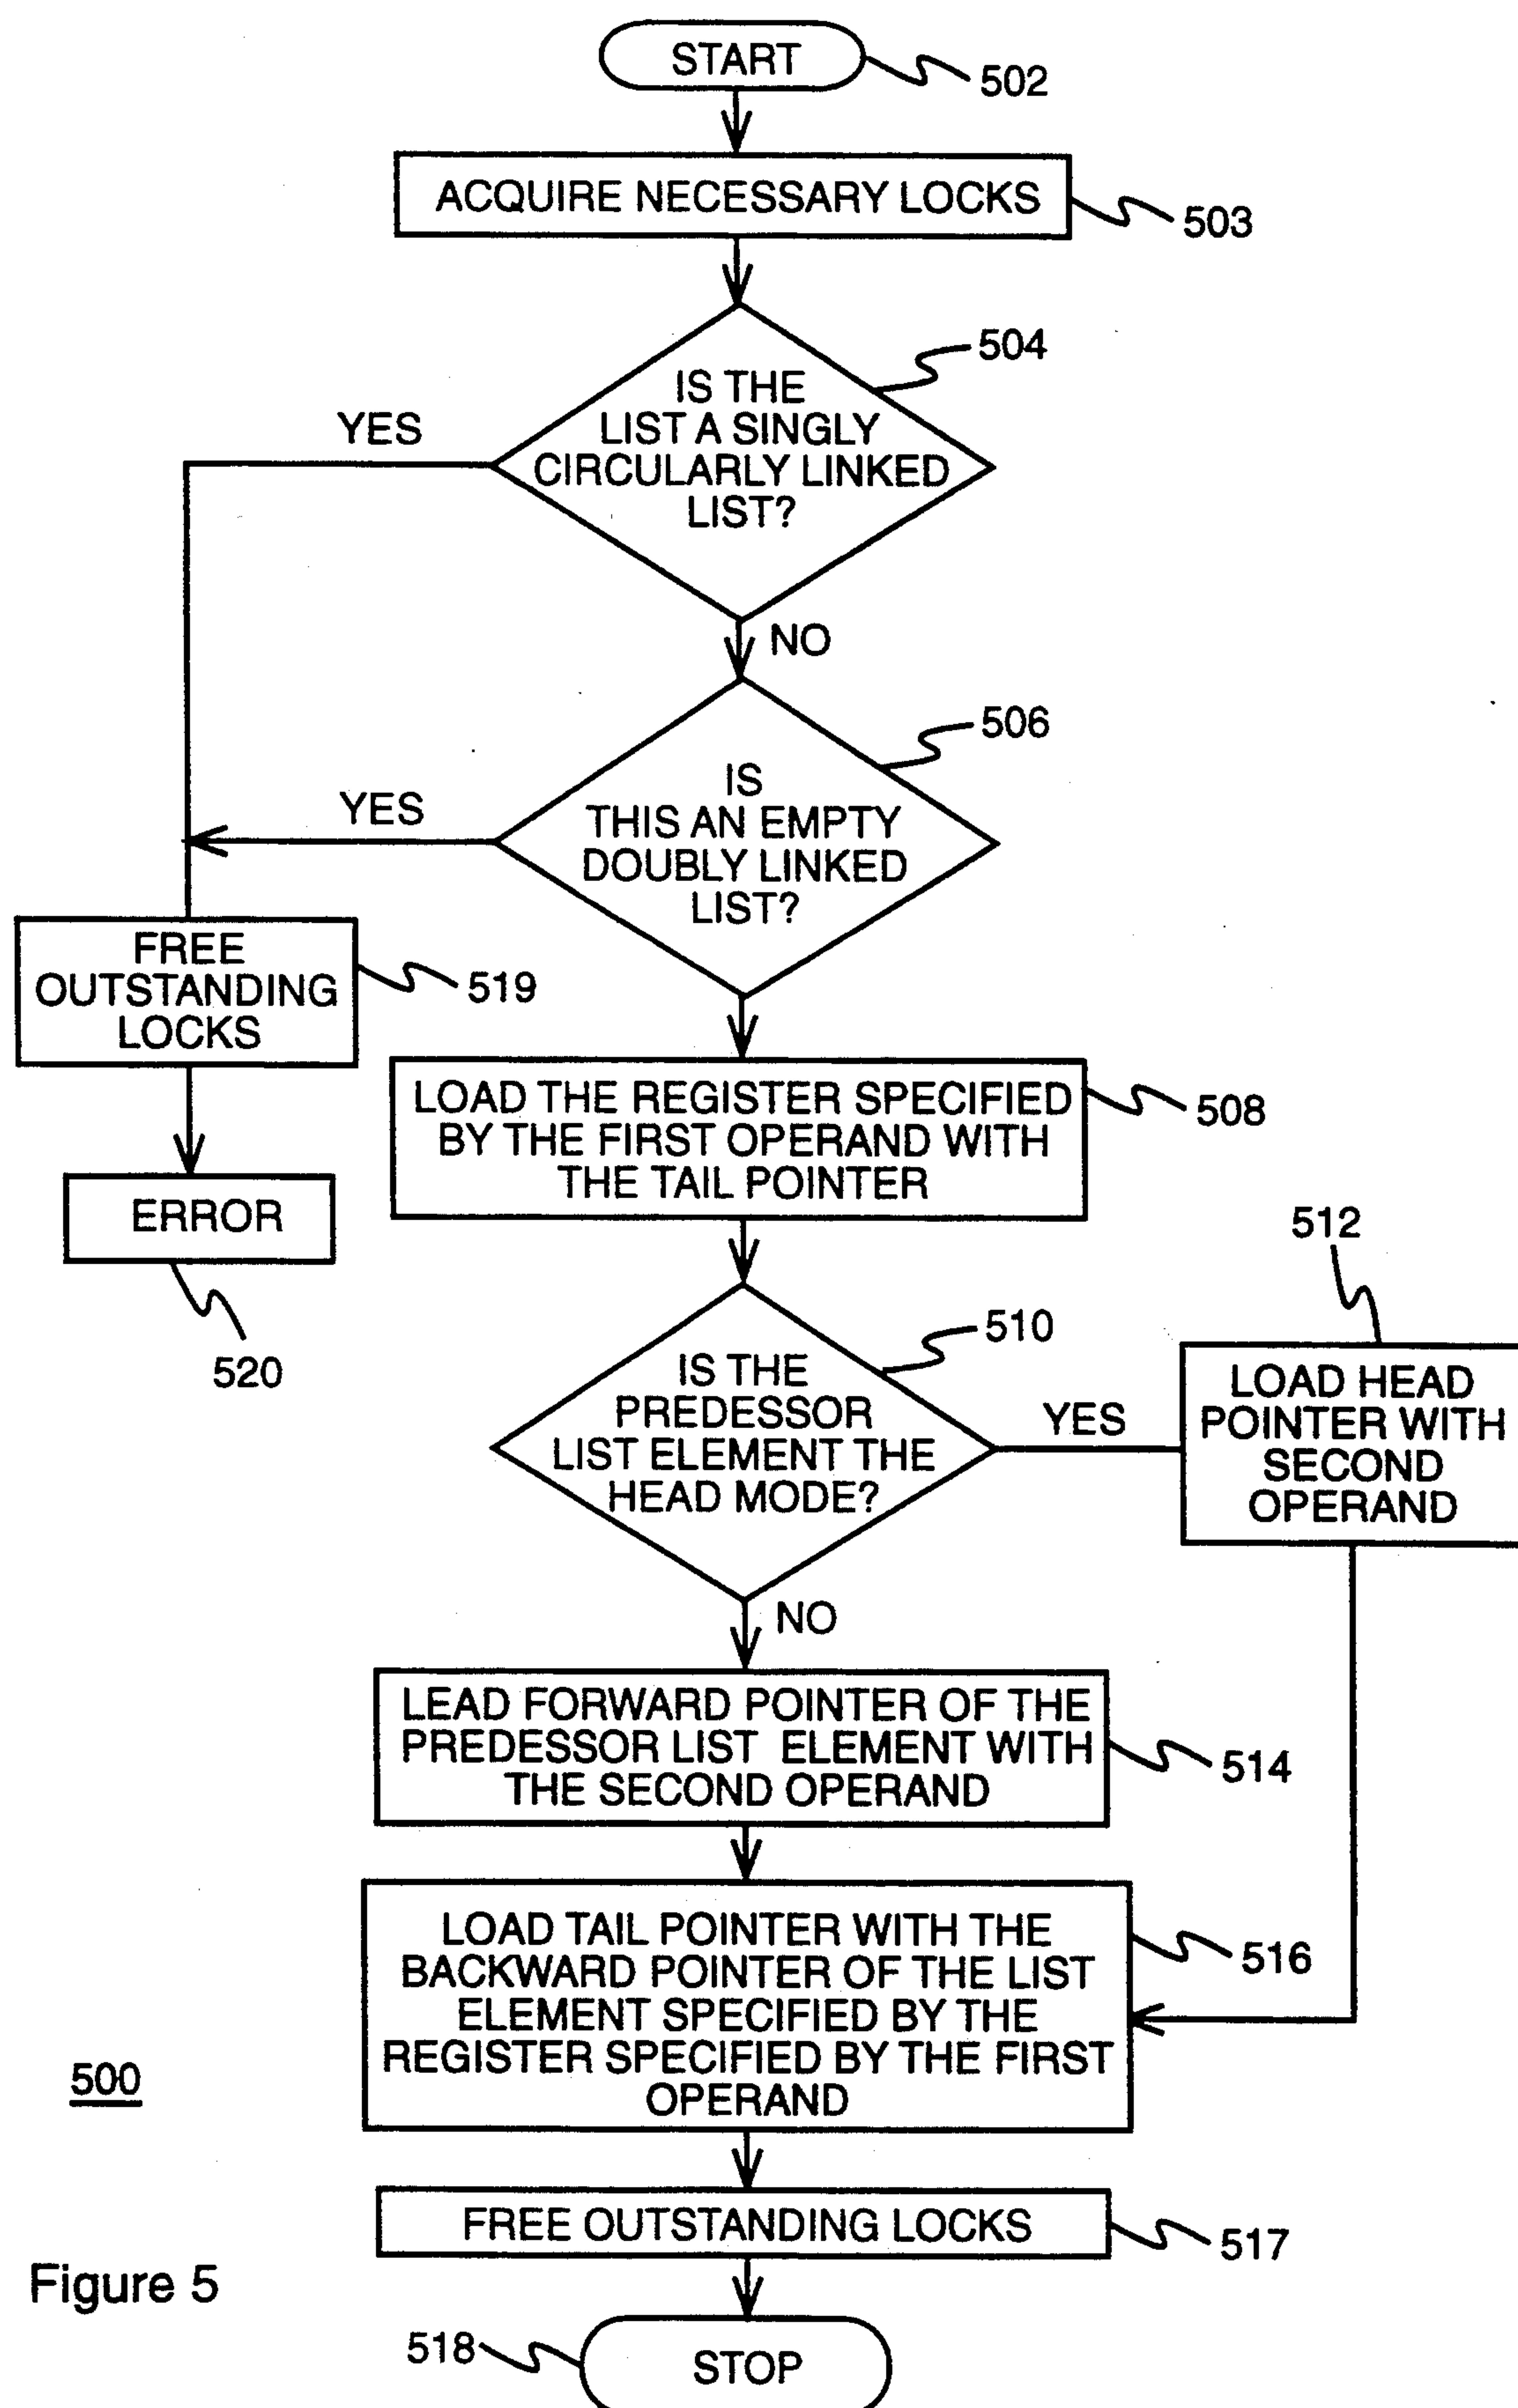 START
502
ACQUIRE NECESSARY LOCKS
503
504
IS THE
LIST A SINGLY
CIRCULARLY LINKED
LIST?
YES
NO
506
IS
THIS AN EMPTY
DOUBLY LINKED
LIST?
YES
FREE
OUTSTANDING
LOCKS
519
LOAD THE REGISTER SPECIFIED
BY THE FIRST OPERAND WITH
THE TAIL POINTER
508
ERROR
520
510
IS THE
PREDESSOR
LIST ELEMENT THE
HEAD MODE?
YES
512
LOAD HEAD
POINTER WITH
SECOND
OPERAND
NO
LEAD FORWARD POINTER OF THE
PREDESSOR LIST ELEMENT WITH
THE SECOND OPERAND
514
LOAD TAIL POINTER WITH THE
BACKWARD POINTER OF THE LIST
ELEMENT SPECIFIED BY THE
REGISTER SPECIFIED BY THE FIRST
OPERAND
516
500
FREE OUTSTANDING LOCKS
517
Figure 5
518
STOP